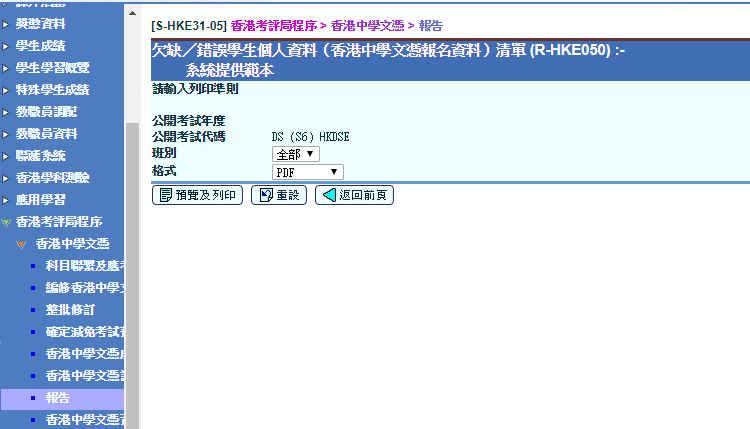 獎懲資料
學生成績
學生學習概覽
特殊學生成績
教職員調配
教職員資料
聯遞系統
香港學科測驗
應用學習
香港考評局程序
香港中學文憑
科目聯繫及應考
編修香港中學文
整批修訂
確定減免考試費
香港中學文憑
香港中學文憑
報告
香港中學文憑
[S-HKE31-05] 香港考評局程序 > 香港中學文憑 > 報告
欠缺／錯誤學生個人資料（香港中學文憑報名資料）清單 (R-HKE050) :-
系統提供範本
請輸入列印準則
公開考試年度
公開考試代碼 DS (S6) HKDSE
班別 全部
格式 PDF
預覽及列印 重設 返回前頁